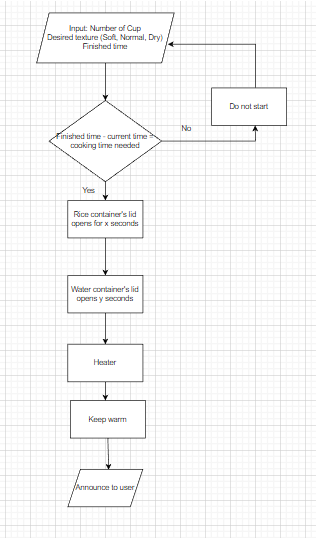 Input: Number of Cup
Desired texture (Soft, Normal, Dry)
Finished time
Do not start
No
Finished time - current time =
cooking time needed
Yes
Rice container's lid
opens for x seconds
Water container's lid
opens y seconds
Heater
Keep warm
Announce to user